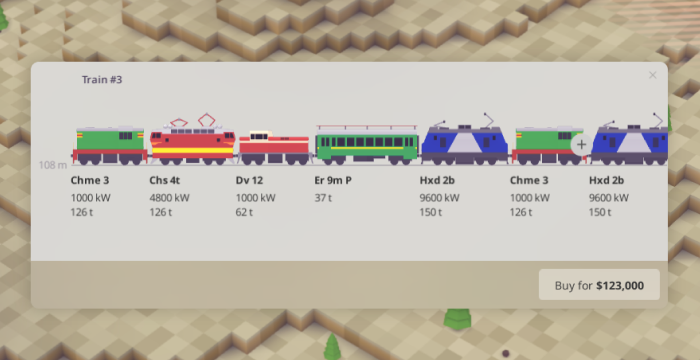 Train #3
×
108 m
+
Chme 3 Chs 4t Dv 12 Er 9m P Hxd 2b Chme 3 Hxd 2b
1000 kW 4800 kW 1000 kW 37 t 9600 kW 1000 kW 9600 kW
126 t 126 t 62 t 150 t 126 t 150 t
Buy for $123,000